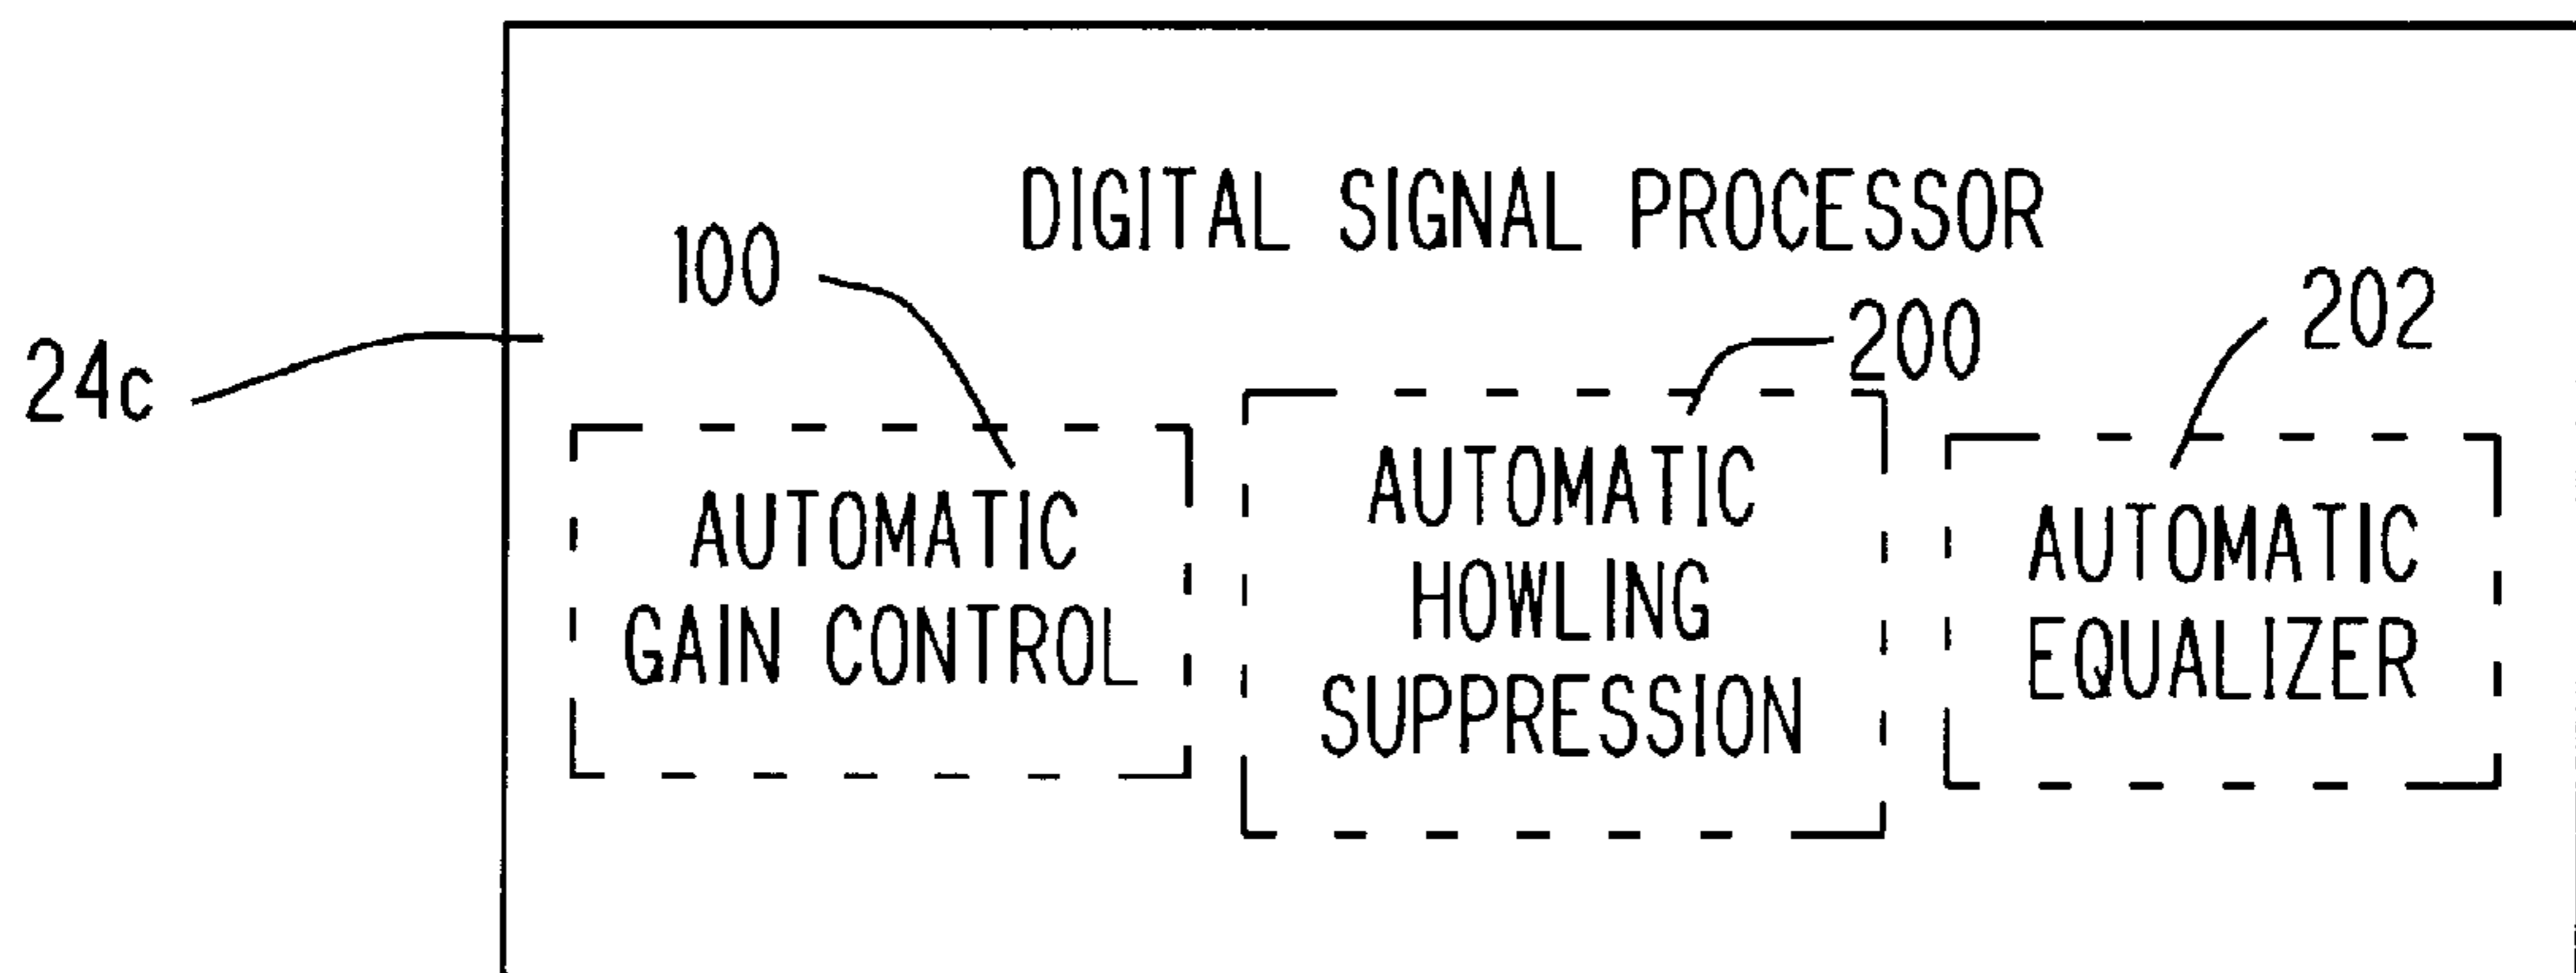 DIGITAL SIGNAL PROCESSOR
100
200
202
24c
AUTOMATIC
GAIN CONTROL
AUTOMATIC
HOWLING
SUPPRESSION
AUTOMATIC
EQUALIZER